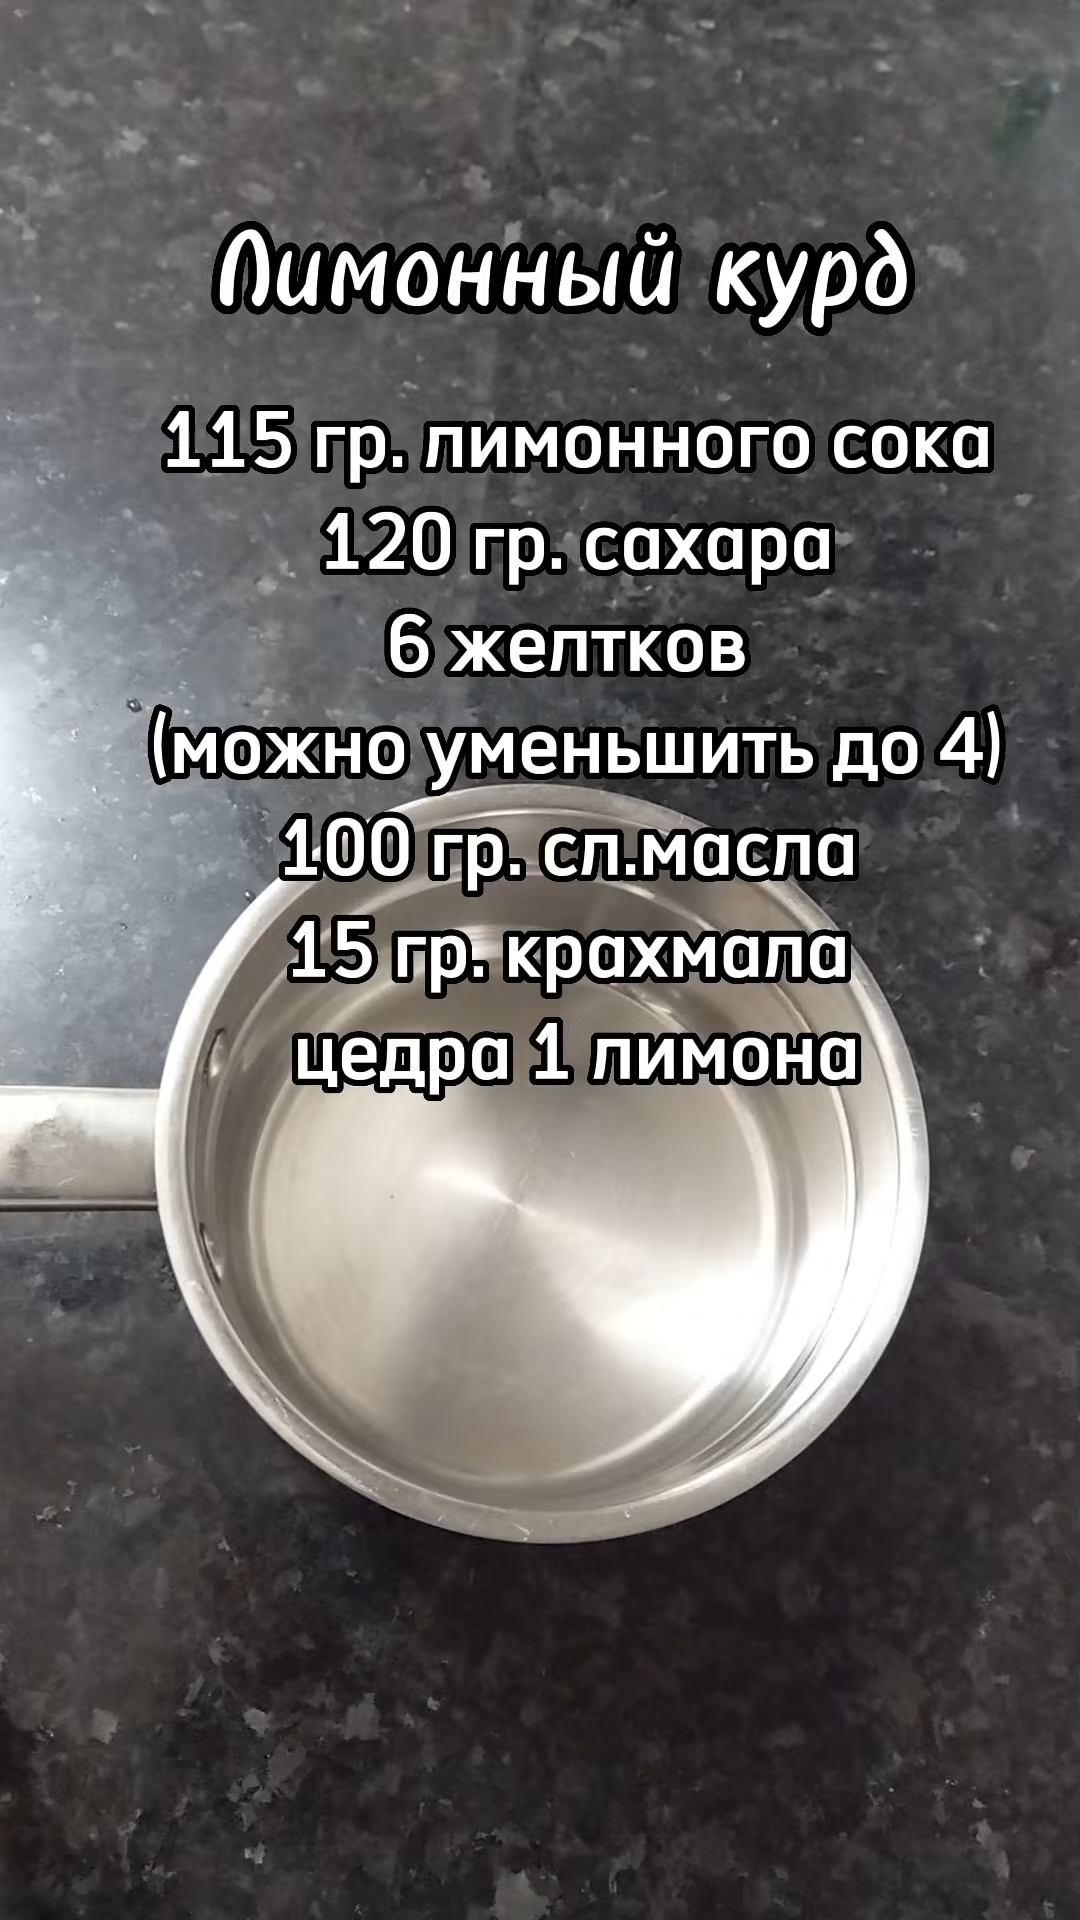 Лимонный курд
115 гр. лимонного сока
120 гр. сахара
6 желтков
(можно уменьшить до 4)
100 гр. сл.масла
15 гр. крахмала
цедра 1 лимона